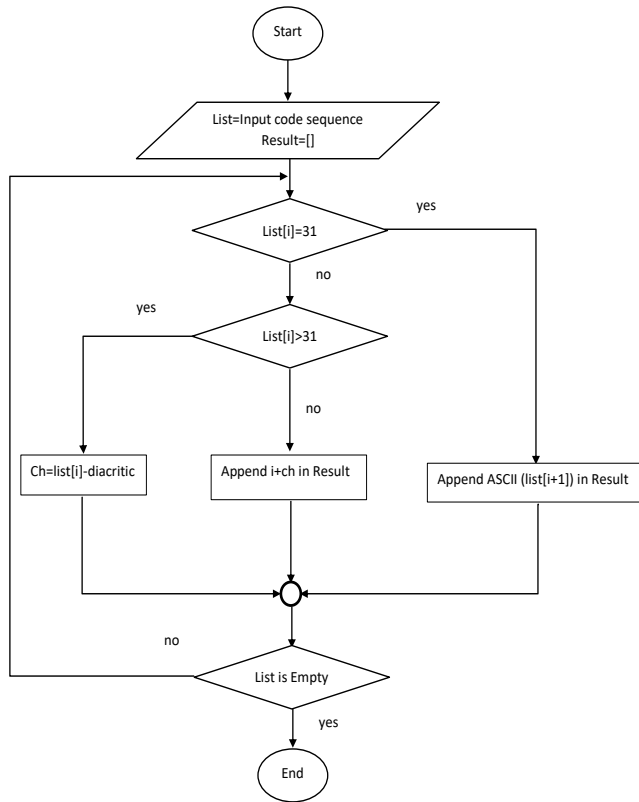 Start
List=Input code sequence
Result=[]
List[i]=31
yes
no
List[i]>31
yes
no
Ch=list[i]-diacritic
Append i+ch in Result
Append ASCII (list[i+1]) in Result
no
List is Empty
yes
End